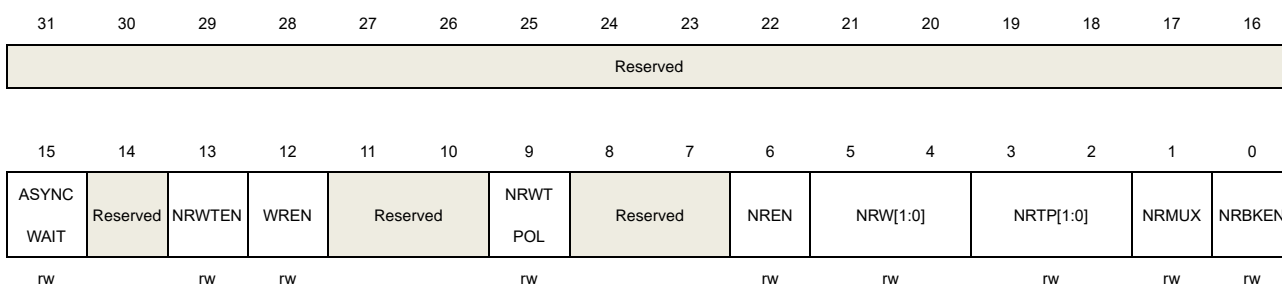 31 30 29 28 27 26 25 24 23 22 21 20 19 18 17 16
Reserved
15 14 13 12 11 10 9 8 7 6 5 4 3 2 1 0
ASYNC WAIT Reserved NRWTEN WREN Reserved NRWT POL Reserved NREN NRW[1:0] NRTP[1:0] NRMUX NRBKEN
rw rw rw rw rw rw rw rw rw